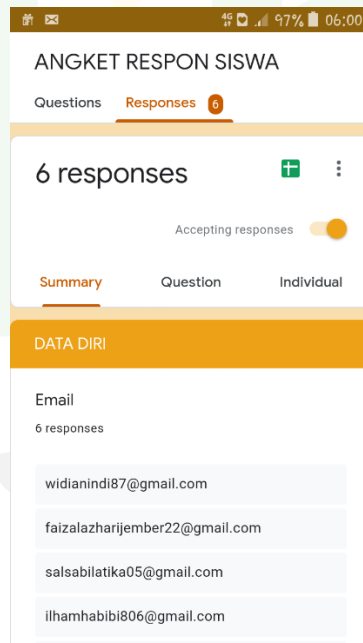 4G 97% 06:00
ANGKET RESPON SISWA
Questions Responses 6
6 responses
Accepting responses
Summary Question Individual
DATA DIRI
Email
6 responses
widianindi87@gmail.com
faizalazharijember22@gmail.com
salsabilatika05@gmail.com
ilhamhabibi806@gmail.com